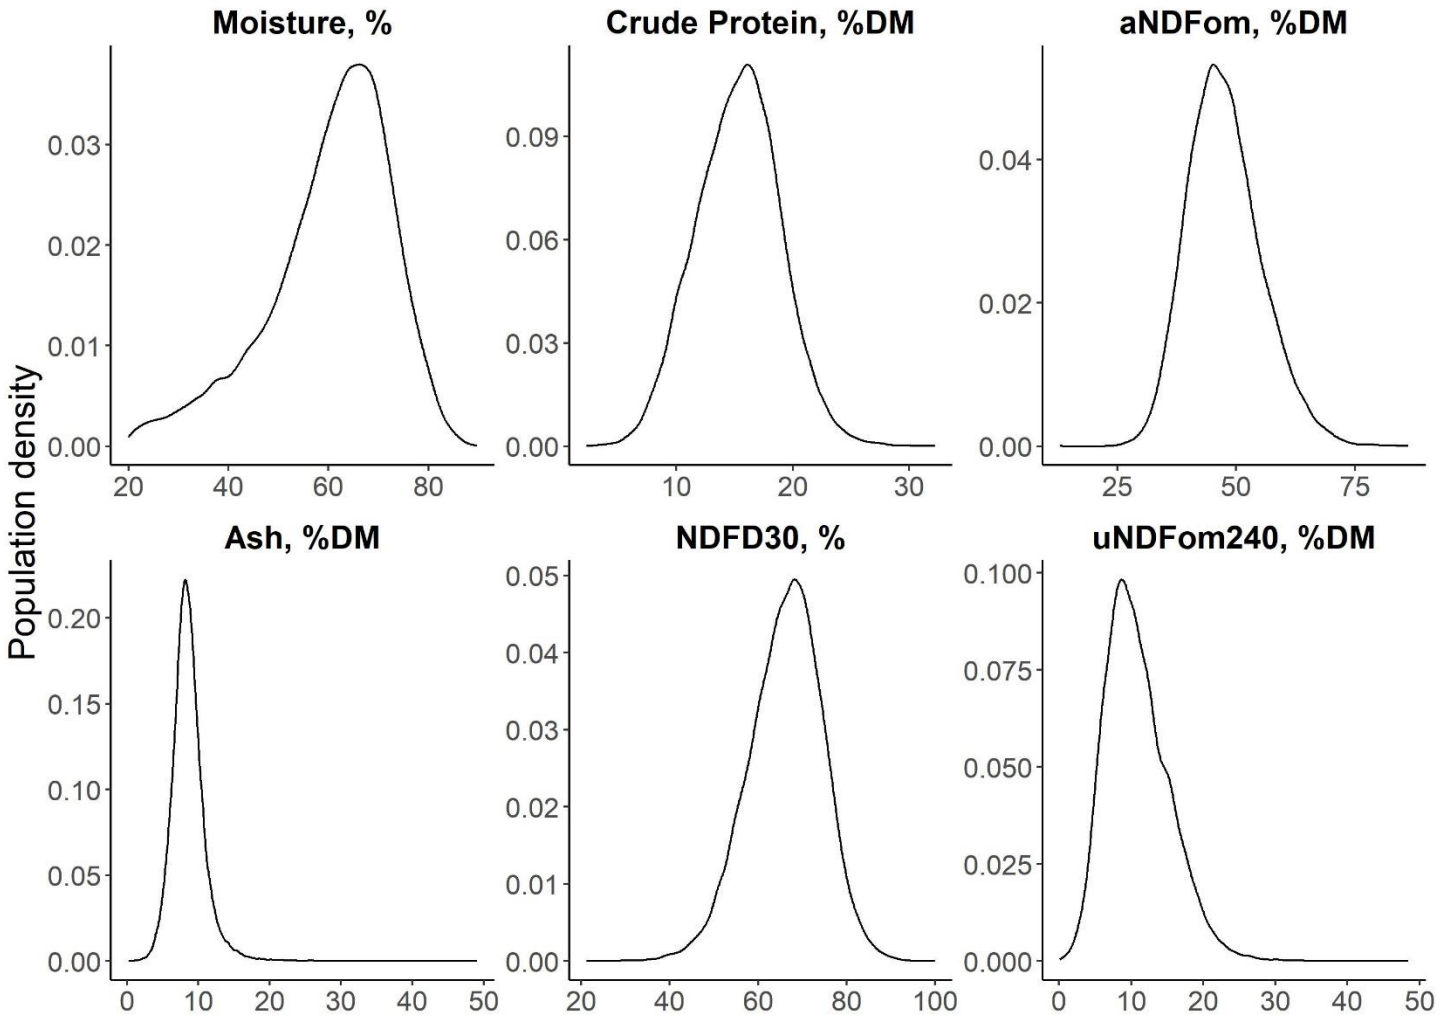 Moisture, %
Crude Protein, %DM
aNDFom, %DM
0.03
0.02
0.01
0.00
20 40 60 80
0.09
0.06
0.03
0.00
10 20 30
0.04
0.02
0.00
25 50 75
Population density
Ash, %DM
NDFD30, %
uNDFom240, %DM
0.20
0.15
0.10
0.05
0.00
0 10 20 30 40 50
0.05
0.04
0.03
0.02
0.01
0.00
20 40 60 80 100
0.100
0.075
0.050
0.025
0.000
0 10 20 30 40 50